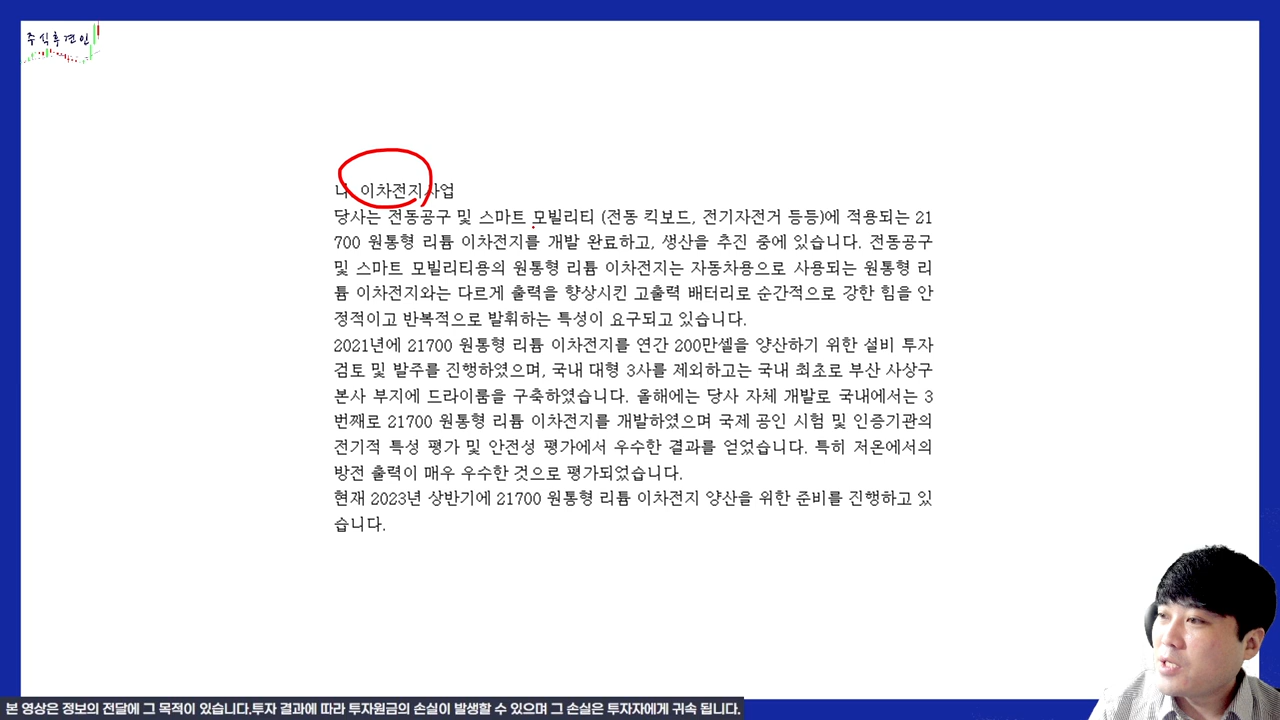 주식후견인
나. 이차전지사업
당사는 전동공구 및 스마트 모빌리티 (전동 킥보드, 전기자전거 등등)에 적용되는 21
700 원통형 리튬 이차전지를 개발 완료하고, 생산을 추진 중에 있습니다. 전동공구
및 스마트 모빌리티용의 원통형 리튬 이차전지는 자동차용으로 사용되는 원통형 리
튬 이차전지와는 다르게 출력을 향상시킨 고출력 배터리로 순간적으로 강한 힘을 안
정적이고 반복적으로 발휘하는 특성이 요구되고 있습니다.
2021년에 21700 원통형 리튬 이차전지를 연간 200만셀을 양산하기 위한 설비 투자
검토 및 발주를 진행하였으며, 국내 대형 3사를 제외하고는 국내 최초로 부산 사상구
본사 부지에 드라이룸을 구축하였습니다. 올해에는 당사 자체 개발로 국내에서는 3
번째로 21700 원통형 리튬 이차전지를 개발하였으며 국제 공인 시험 및 인증기관의
전기적 특성 평가 및 안전성 평가에서 우수한 결과를 얻었습니다. 특히 저온에서의
방전 출력이 매우 우수한 것으로 평가되었습니다.
현재 2023년 상반기에 21700 원통형 리튬 이차전지 양산을 위한 준비를 진행하고 있
습니다.
본 영상은 정보의 전달에 그 목적이 있습니다.투자 결과에 따라 투자원금의 손실이 발생할 수 있으며 그 손실은 투자자에게 귀속 됩니다.